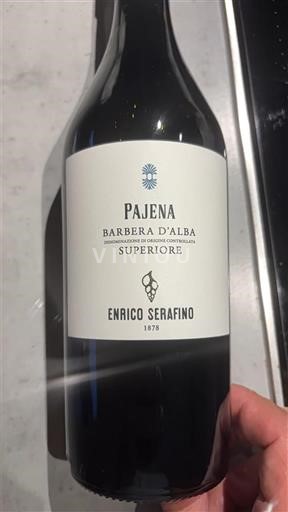 PAJENA
BARBERA D'ALBA
DENOMINAZIONE DI ORIGINE CONTROLLATA
SUPERIORE
ENRICO SERAFINO
1878